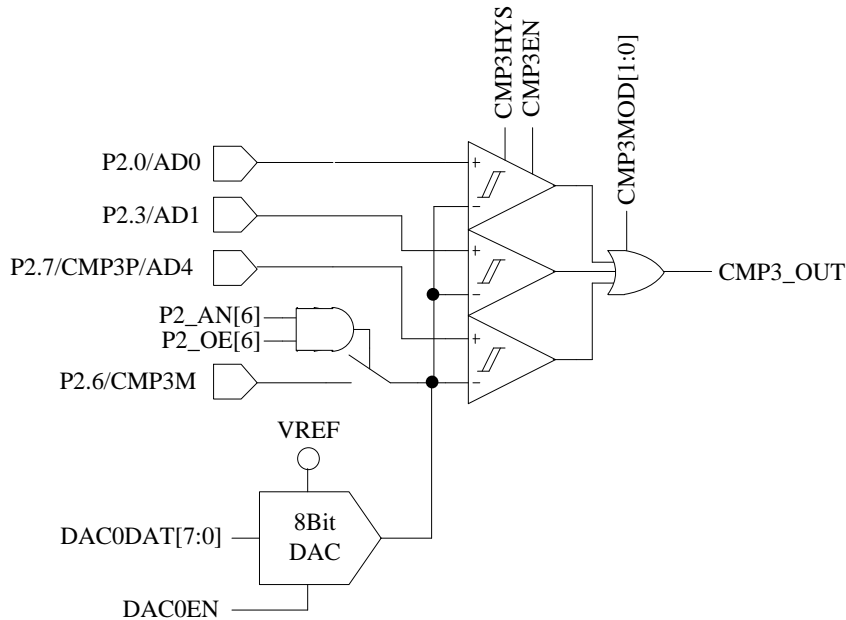 CMP3HYS
CMP3EN
CMP3MOD[1:0]
P2.0/AD0
P2.3/AD1
P2.7/CMP3P/AD4
P2_AN[6]
P2_OE[6]
P2.6/CMP3M
+
-
+
-
+
-
CMP3_OUT
VREF
8Bit
DAC
DAC0DAT[7:0]
DAC0EN